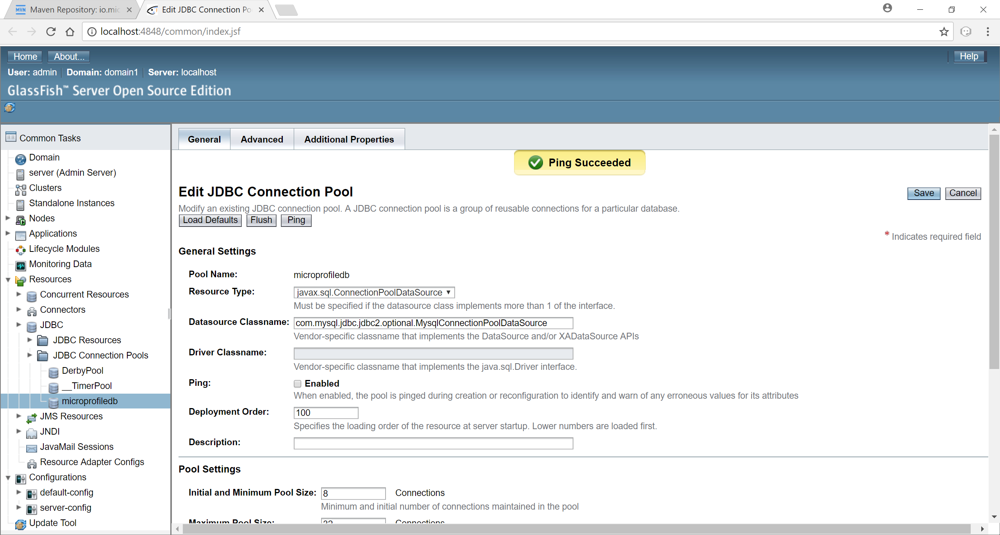 Maven Repository: io.mic
Edit JDBC Connection Po
localhost:4848/common/index.jsf
Home About... Help
User: admin Domain: domain1 Server: localhost
GlassFish™ Server Open Source Edition
Common Tasks
Domain
server (Admin Server)
Clusters
Standalone Instances
Nodes
Applications
Lifecycle Modules
Monitoring Data
Resources
Concurrent Resources
Connectors
JDBC
JDBC Resources
JDBC Connection Pools
DerbyPool
__TimerPool
microprofiledb
JMS Resources
JNDI
JavaMail Sessions
Resource Adapter Configs
Configurations
default-config
server-config
Update Tool
General Advanced Additional Properties
Ping Succeeded
Edit JDBC Connection Pool
Save Cancel
Modify an existing JDBC connection pool. A JDBC connection pool is a group of reusable connections for a particular database.
Load Defaults Flush Ping
* Indicates required field
General Settings
Pool Name: microprofiledb
Resource Type: javax.sql.ConnectionPoolDataSource
Must be specified if the datasource class implements more than 1 of the interface.
Datasource Classname: com.mysql.jdbc.jdbc2.optional.MysqlConnectionPoolDataSource
Vendor-specific classname that implements the DataSource and/or XADataSource APIs
Driver Classname:
Vendor-specific classname that implements the java.sql.Driver interface.
Ping: Enabled
When enabled, the pool is pinged during creation or reconfiguration to identify and warn of any erroneous values for its attributes
Deployment Order: 100
Specifies the loading order of the resource at server startup. Lower numbers are loaded first.
Description:
Pool Settings
Initial and Minimum Pool Size: 8 Connections
Minimum and initial number of connections maintained in the pool
Maximum Pool Size: 32 Connections